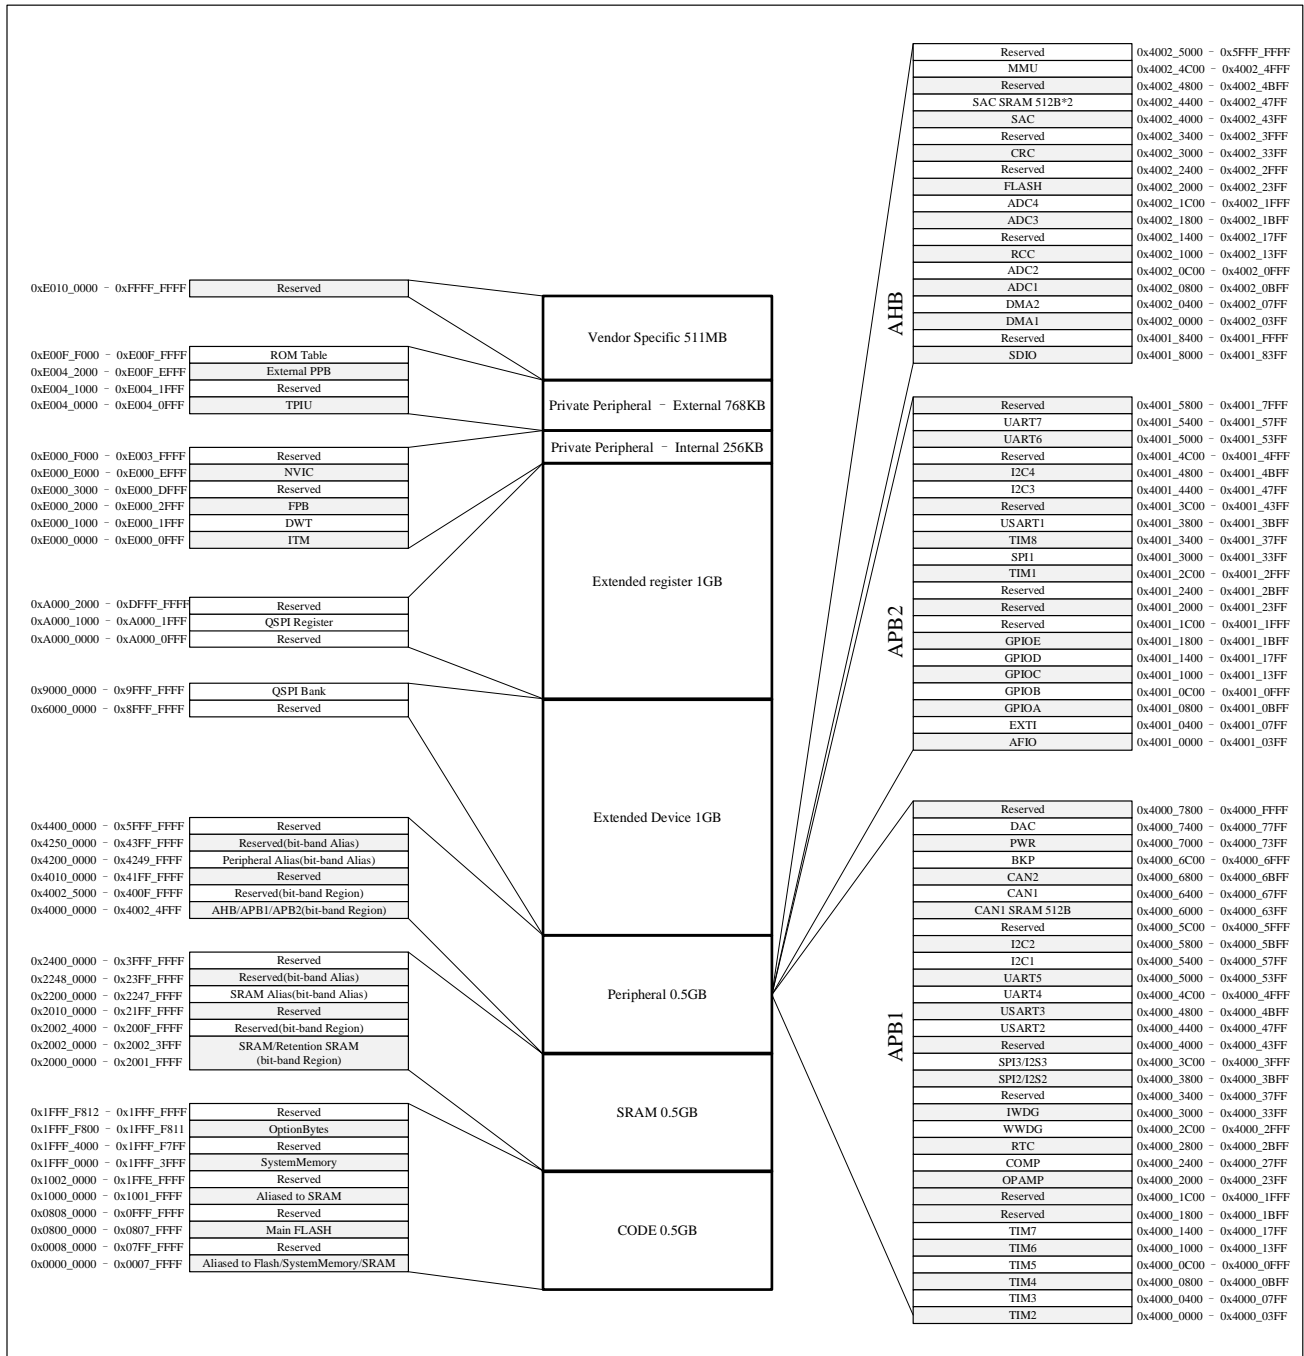 0xE010_0000 – 0xFFFF_FFFF Reserved
0xE00F_F000 – 0xE00F_FFFF ROM Table
0xE004_2000 – 0xE00F_EFFF External PPB
0xE004_1000 – 0xE004_1FFF Reserved
0xE004_0000 – 0xE004_0FFF TPIU
0xE000_F000 – 0xE003_FFFF Reserved
0xE000_E000 – 0xE000_EFFF NVIC
0xE000_3000 – 0xE000_DFFF Reserved
0xE000_2000 – 0xE000_2FFF FPB
0xE000_1000 – 0xE000_1FFF DWT
0xE000_0000 – 0xE000_0FFF ITM
0xA000_2000 – 0xDFFF_FFFF Reserved
0xA000_1000 – 0xA000_1FFF QSPI Register
0xA000_0000 – 0xA000_0FFF Reserved
0x9000_0000 – 0x9FFF_FFFF QSPI Bank
0x6000_0000 – 0x8FFF_FFFF Reserved
0x4400_0000 – 0x5FFF_FFFF Reserved
0x4250_0000 – 0x43FF_FFFF Reserved(bit-band Alias)
0x4200_0000 – 0x4249_FFFF Peripheral Alias(bit-band Alias)
0x4010_0000 – 0x41FF_FFFF Reserved
0x4002_5000 – 0x400F_FFFF Reserved(bit-band Region)
0x4000_0000 – 0x4002_4FFF AHB/APB1/APB2(bit-band Region)
0x2400_0000 – 0x3FFF_FFFF Reserved
0x2248_0000 – 0x23FF_FFFF Reserved(bit-band Alias)
0x2200_0000 – 0x2247_FFFF SRAM Alias(bit-band Alias)
0x2010_0000 – 0x21FF_FFFF Reserved
0x2002_4000 – 0x200F_FFFF Reserved(bit-band Region)
0x2002_0000 – 0x2002_3FFF SRAM/Retention SRAM
0x2000_0000 – 0x2001_FFFF (bit-band Region)
0x1FFF_F812 – 0x1FFF_FFFF Reserved
0x1FFF_F800 – 0x1FFF_F811 OptionBytes
0x1FFF_4000 – 0x1FFF_F7FF Reserved
0x1FFF_0000 – 0x1FFF_3FFF SystemMemory
0x1002_0000 – 0x1FFE_FFFF Reserved
0x1000_0000 – 0x1001_FFFF Aliased to SRAM
0x0808_0000 – 0x0FFF_FFFF Reserved
0x0800_0000 – 0x0807_FFFF Main FLASH
0x0008_0000 – 0x07FF_FFFF Reserved
0x0000_0000 – 0x0007_FFFF Aliased to Flash/SystemMemory/SRAM
Vendor Specific 511MB
Private Peripheral – External 768KB
Private Peripheral – Internal 256KB
Extended register 1GB
Extended Device 1GB
Peripheral 0.5GB
SRAM 0.5GB
CODE 0.5GB
AHB
Reserved 0x4002_5000 – 0x5FFF_FFFF
MMU 0x4002_4C00 – 0x4002_4FFF
Reserved 0x4002_4800 – 0x4002_4BFF
SAC SRAM 512B*2 0x4002_4400 – 0x4002_47FF
SAC 0x4002_4000 – 0x4002_43FF
Reserved 0x4002_3400 – 0x4002_3FFF
CRC 0x4002_3000 – 0x4002_33FF
Reserved 0x4002_2400 – 0x4002_2FFF
FLASH 0x4002_2000 – 0x4002_23FF
ADC4 0x4002_1C00 – 0x4002_1FFF
ADC3 0x4002_1800 – 0x4002_1BFF
Reserved 0x4002_1400 – 0x4002_17FF
RCC 0x4002_1000 – 0x4002_13FF
ADC2 0x4002_0C00 – 0x4002_0FFF
ADC1 0x4002_0800 – 0x4002_0BFF
DMA2 0x4002_0400 – 0x4002_07FF
DMA1 0x4002_0000 – 0x4002_03FF
Reserved 0x4001_8400 – 0x4001_FFFF
SDIO 0x4001_8000 – 0x4001_83FF
APB2
Reserved 0x4001_5800 – 0x4001_7FFF
UART7 0x4001_5400 – 0x4001_57FF
UART6 0x4001_5000 – 0x4001_53FF
Reserved 0x4001_4C00 – 0x4001_4FFF
I2C4 0x4001_4800 – 0x4001_4BFF
I2C3 0x4001_4400 – 0x4001_47FF
Reserved 0x4001_3C00 – 0x4001_43FF
USART1 0x4001_3800 – 0x4001_3BFF
TIM8 0x4001_3400 – 0x4001_37FF
SPI1 0x4001_3000 – 0x4001_33FF
TIM1 0x4001_2C00 – 0x4001_2FFF
Reserved 0x4001_2400 – 0x4001_2BFF
Reserved 0x4001_2000 – 0x4001_23FF
Reserved 0x4001_1C00 – 0x4001_1FFF
GPIOE 0x4001_1800 – 0x4001_1BFF
GPIOD 0x4001_1400 – 0x4001_17FF
GPIOC 0x4001_1000 – 0x4001_13FF
GPIOB 0x4001_0C00 – 0x4001_0FFF
GPIOA 0x4001_0800 – 0x4001_0BFF
EXTI 0x4001_0400 – 0x4001_07FF
AFIO 0x4001_0000 – 0x4001_03FF
APB1
Reserved 0x4000_7800 – 0x4000_FFFF
DAC 0x4000_7400 – 0x4000_77FF
PWR 0x4000_7000 – 0x4000_73FF
BKP 0x4000_6C00 – 0x4000_6FFF
CAN2 0x4000_6800 – 0x4000_6BFF
CAN1 0x4000_6400 – 0x4000_67FF
CAN1 SRAM 512B 0x4000_6000 – 0x4000_63FF
Reserved 0x4000_5C00 – 0x4000_5FFF
I2C2 0x4000_5800 – 0x4000_5BFF
I2C1 0x4000_5400 – 0x4000_57FF
UART5 0x4000_5000 – 0x4000_53FF
UART4 0x4000_4C00 – 0x4000_4FFF
USART3 0x4000_4800 – 0x4000_4BFF
USART2 0x4000_4400 – 0x4000_47FF
Reserved 0x4000_4000 – 0x4000_43FF
SPI3/I2S3 0x4000_3C00 – 0x4000_3FFF
SPI2/I2S2 0x4000_3800 – 0x4000_3BFF
Reserved 0x4000_3400 – 0x4000_37FF
IWDG 0x4000_3000 – 0x4000_33FF
WWDG 0x4000_2C00 – 0x4000_2FFF
RTC 0x4000_2800 – 0x4000_2BFF
COMP 0x4000_2400 – 0x4000_27FF
OPAMP 0x4000_2000 – 0x4000_23FF
Reserved 0x4000_1C00 – 0x4000_1FFF
Reserved 0x4000_1800 – 0x4000_1BFF
TIM7 0x4000_1400 – 0x4000_17FF
TIM6 0x4000_1000 – 0x4000_13FF
TIM5 0x4000_0C00 – 0x4000_0FFF
TIM4 0x4000_0800 – 0x4000_0BFF
TIM3 0x4000_0400 – 0x4000_07FF
TIM2 0x4000_0000 – 0x4000_03FF